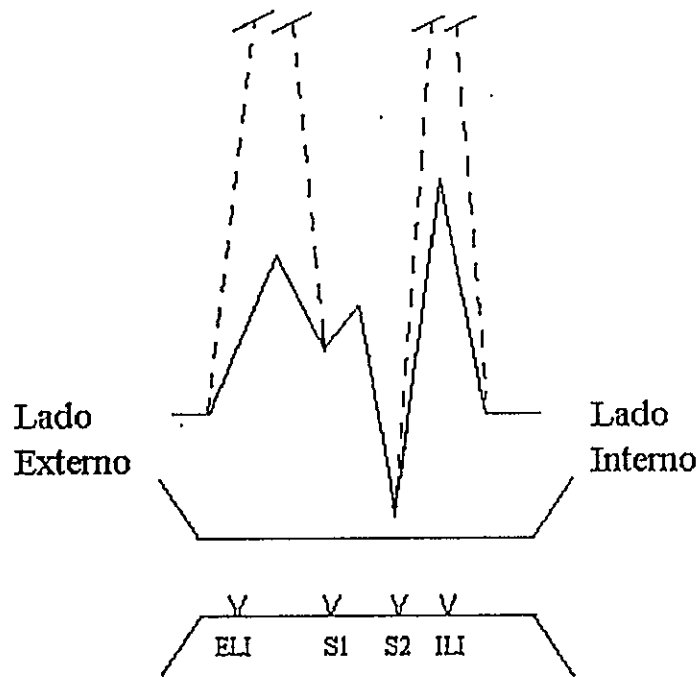 Lado
Externo
Lado
Interno
ELI S1 S2 ILI